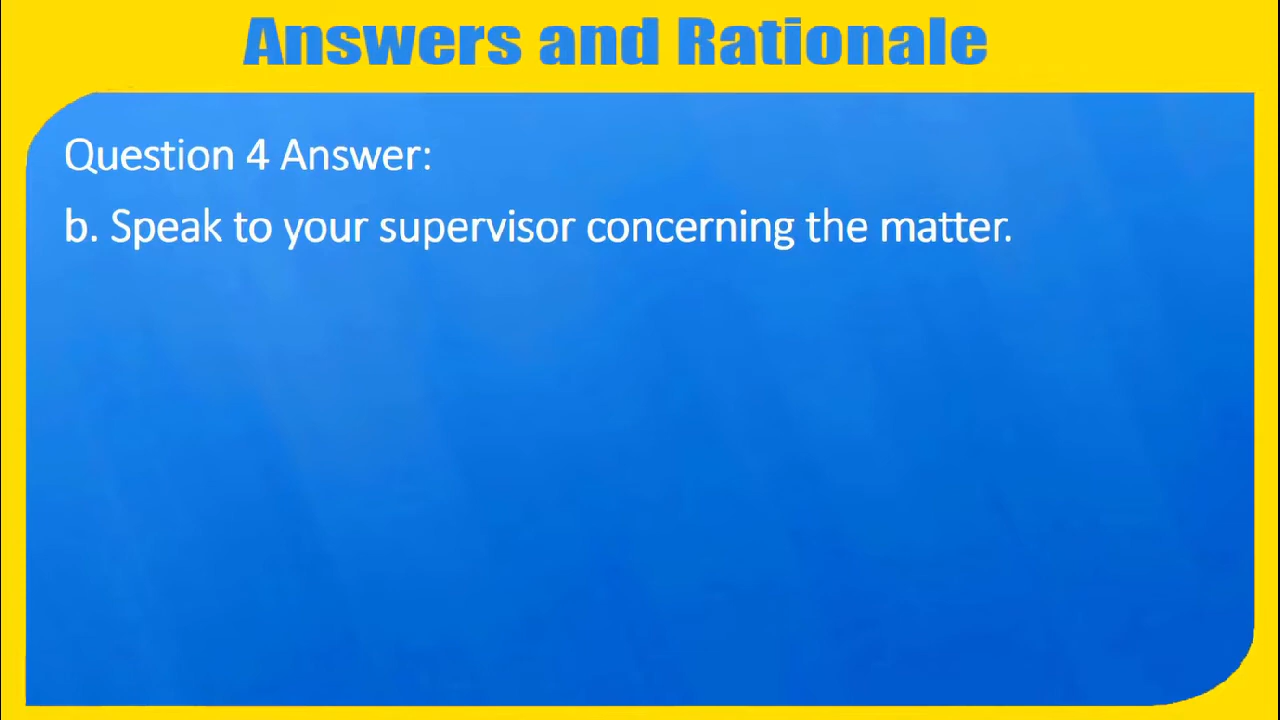 Answers and Rationale
Question 4 Answer:
b. Speak to your supervisor concerning the matter.